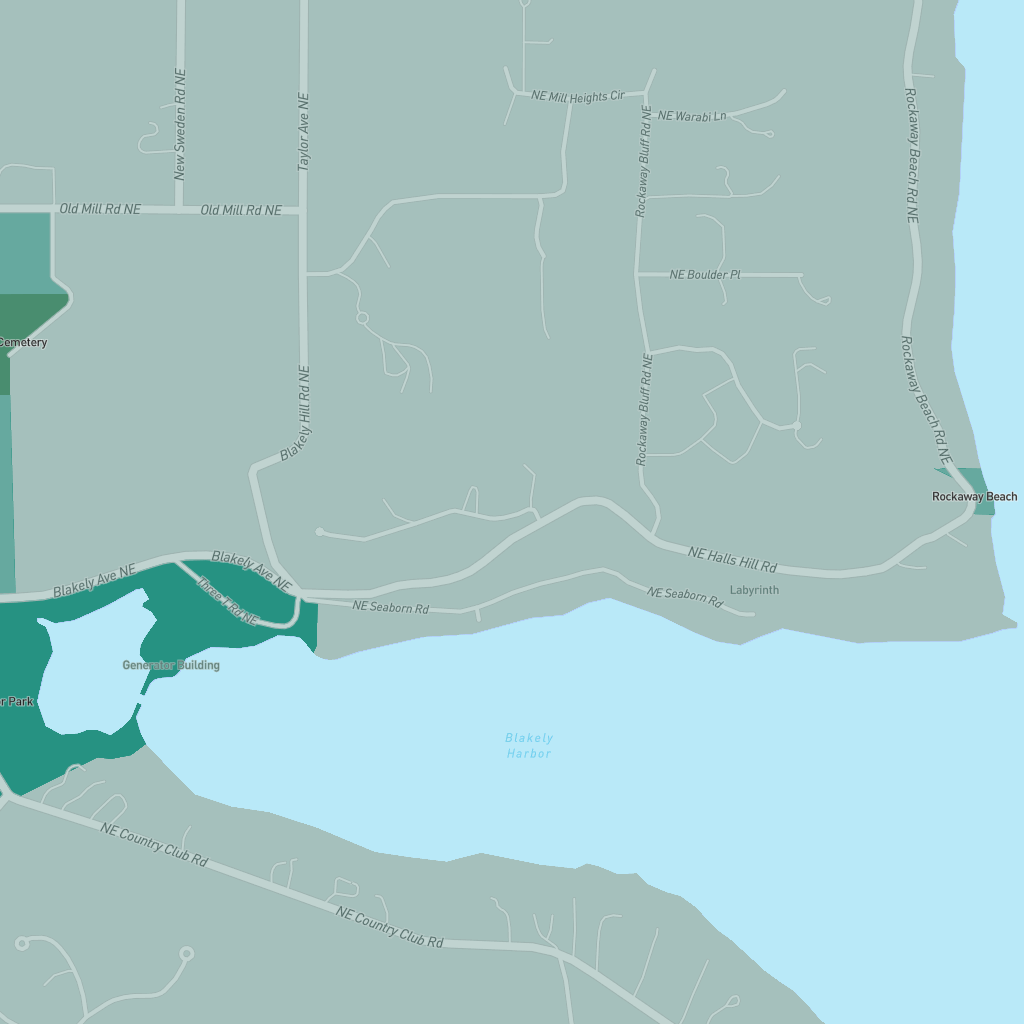 NE Mill Heights Cir
NE Warabi Ln
New Sweden Rd NE
Taylor Ave NE
Rockaway Bluff Rd NE
Rockaway Beach Rd NE
Old Mill Rd NE
Old Mill Rd NE
NE Boulder Pl
Cemetery
Rockaway Beach Rd NE
Blakely Hill Rd NE
Rockaway Bluff Rd NE
Rockaway Beach
NE Halls Hill Rd
Blakely Ave NE
Blakely Ave NE
Labyrinth
Three T Rd NE
NE Seaborn Rd
NE Seaborn Rd
Generator Building
or Park
Blakely
Harbor
NE Country Club Rd
NE Country Club Rd